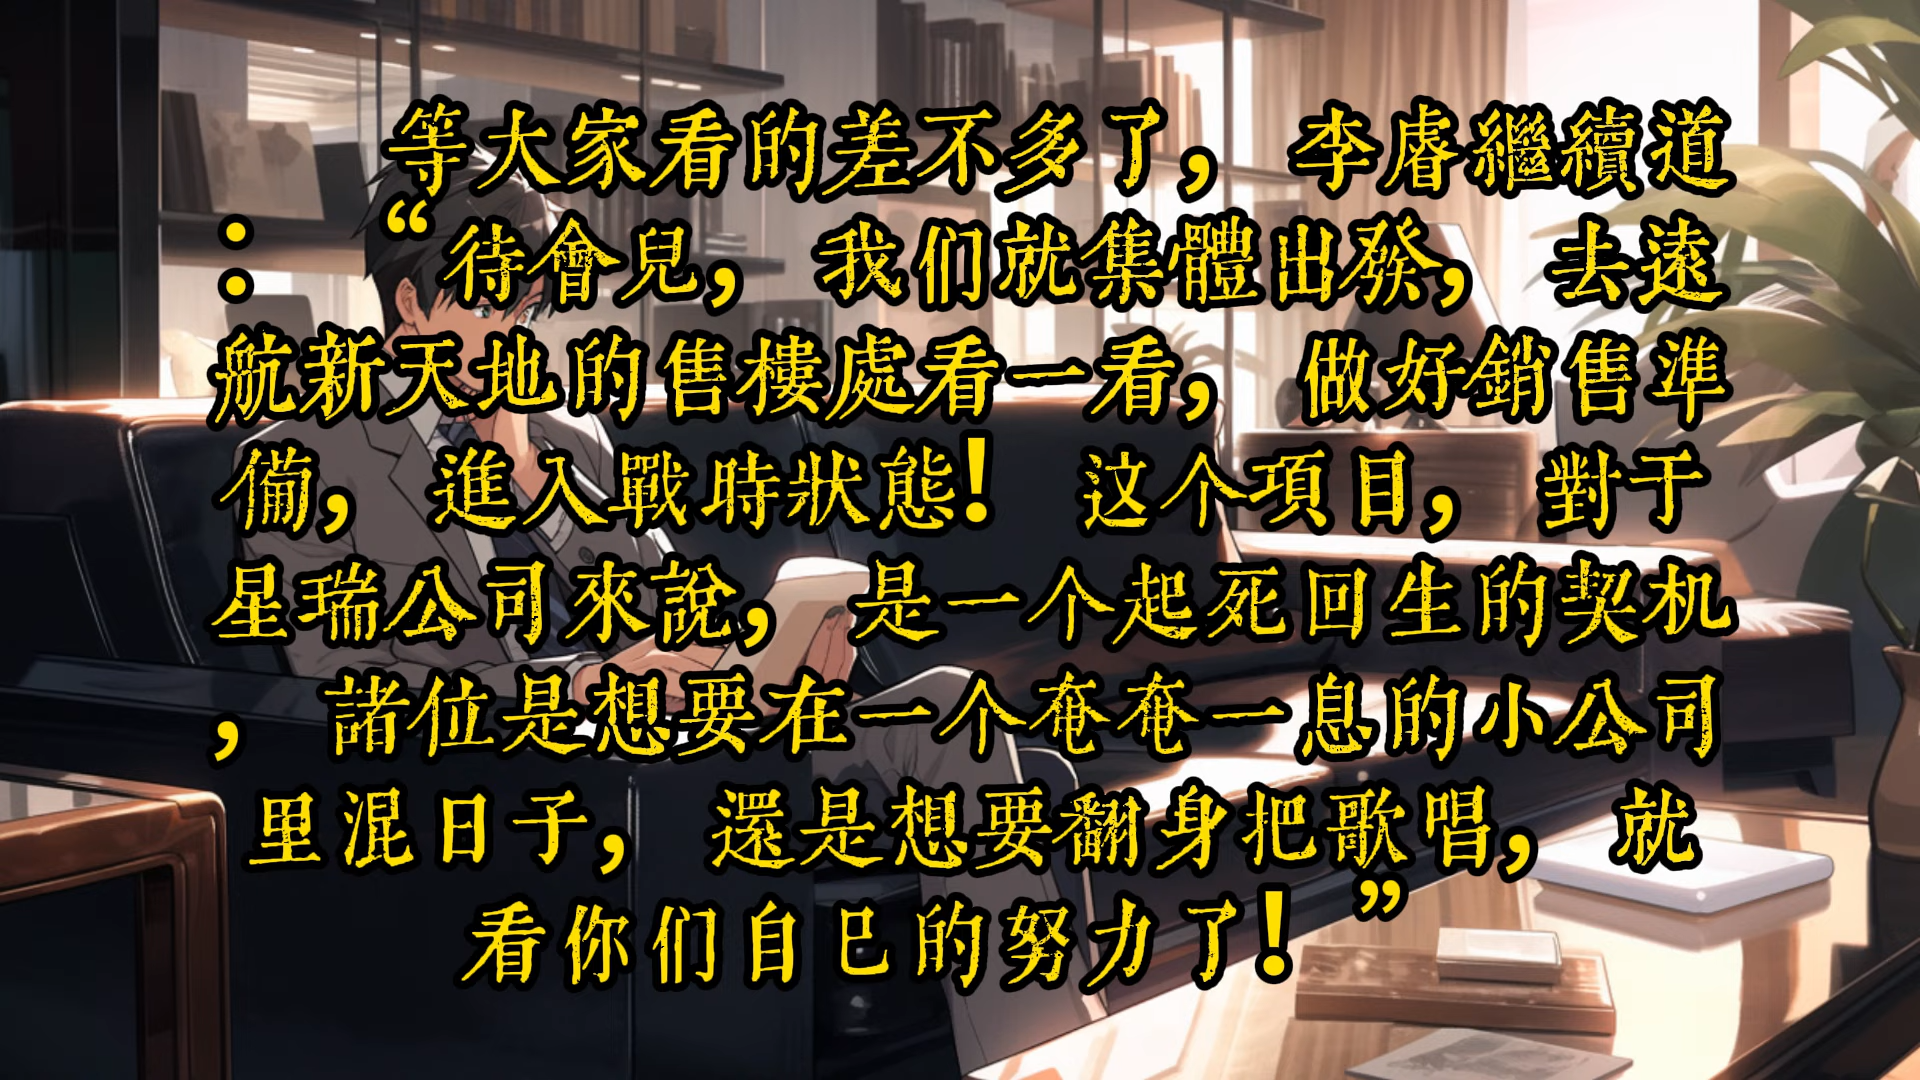 等大家看的差不多了，李睿繼續道
：“待會兒，我们就集體出發，去遠
航新天地的售樓處看一看，做好銷售準
備，進入戰時狀態！这个項目，對于
星瑞公司來說，是一个起死回生的契机
，諸位是想要在一个奄奄一息的小公司
里混日子，還是想要翻身把歌唱，就
看你们自已的努力了！”